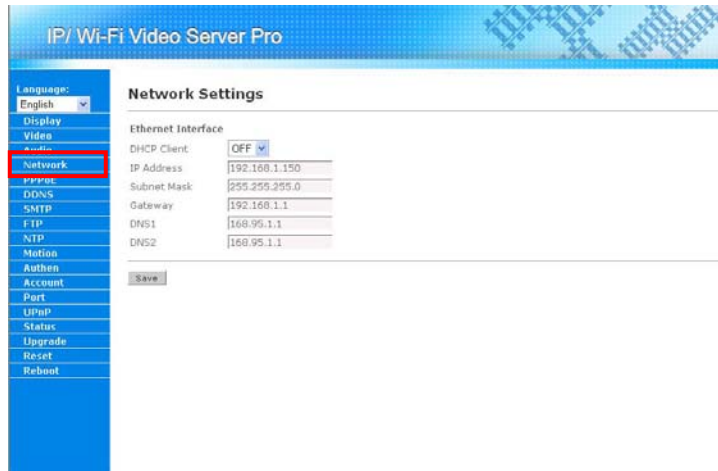 IP/ Wi-Fi Video Server Pro
Language:
English
Display
Video
Audio
Network
PPPoE
DDNS
SMTP
FTP
NTP
Motion
Authen
Account
Port
UPnP
Status
Upgrade
Reset
Reboot
Network Settings
Ethernet Interface
DHCP Client OFF
IP Address 192.168.1.150
Subnet Mask 255.255.255.0
Gateway 192.168.1.1
DNS1 168.95.1.1
DNS2 168.95.1.1
Save